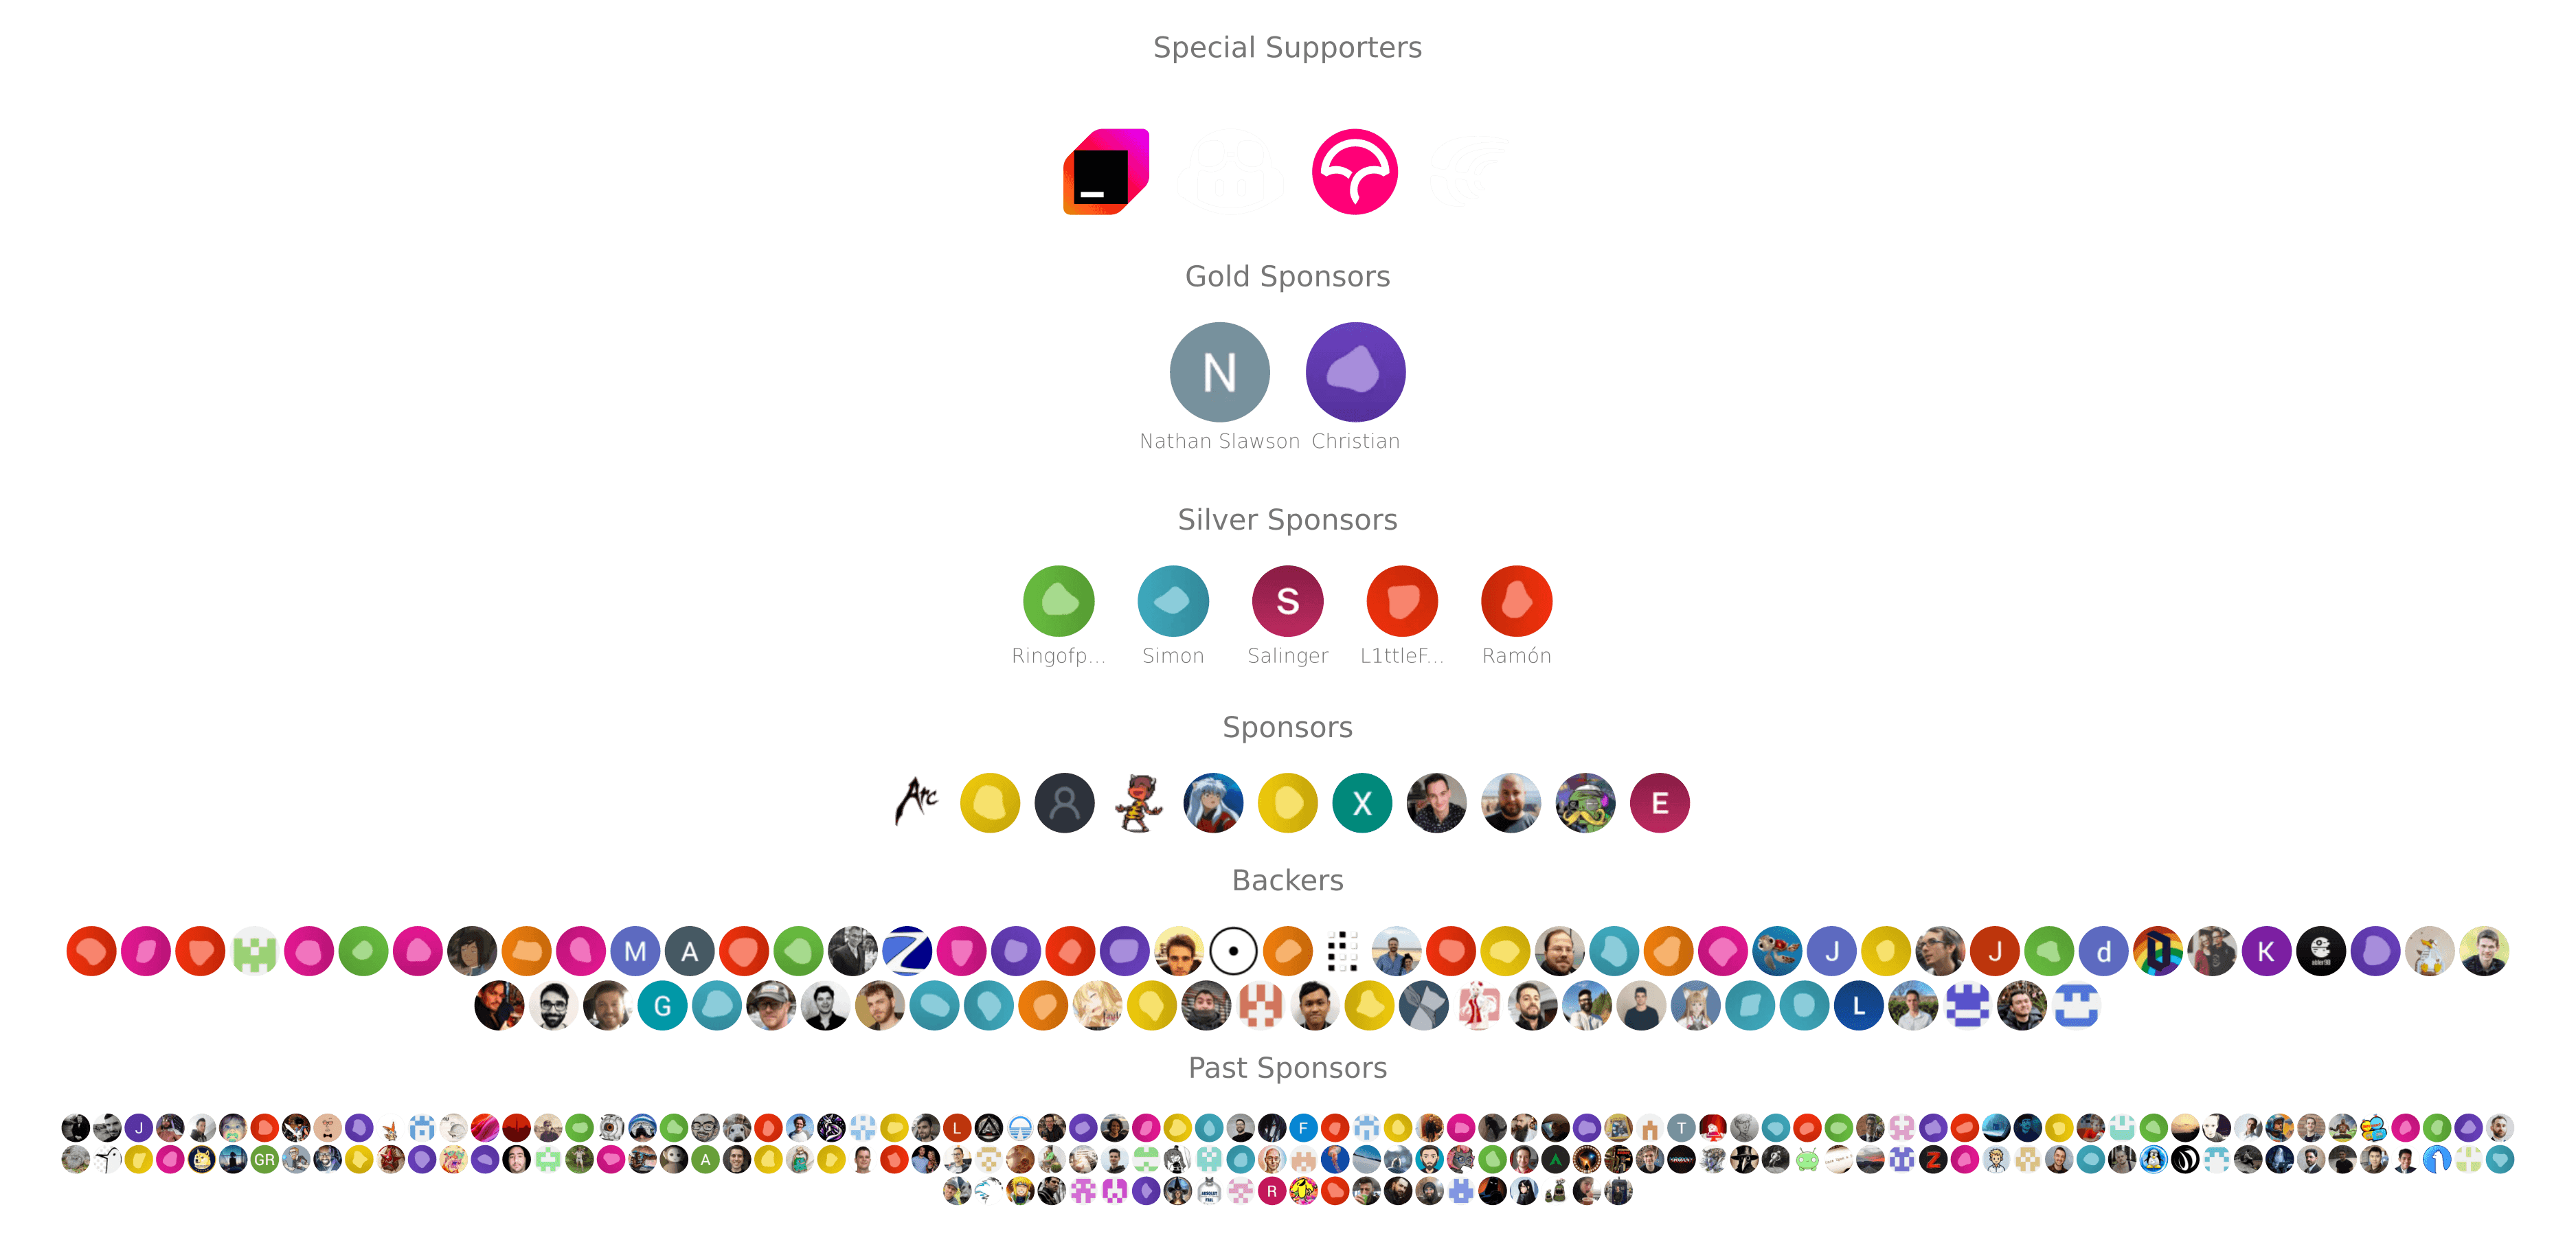 Special Supporters
Gold Sponsors
N
Nathan Slawson Christian
Silver Sponsors
S
Ringofp... Simon Salinger L1ttleF... Ramón
Sponsors
Arc X E
Backers
M A J J d K
G L
Past Sponsors
J L F T
GR A
R